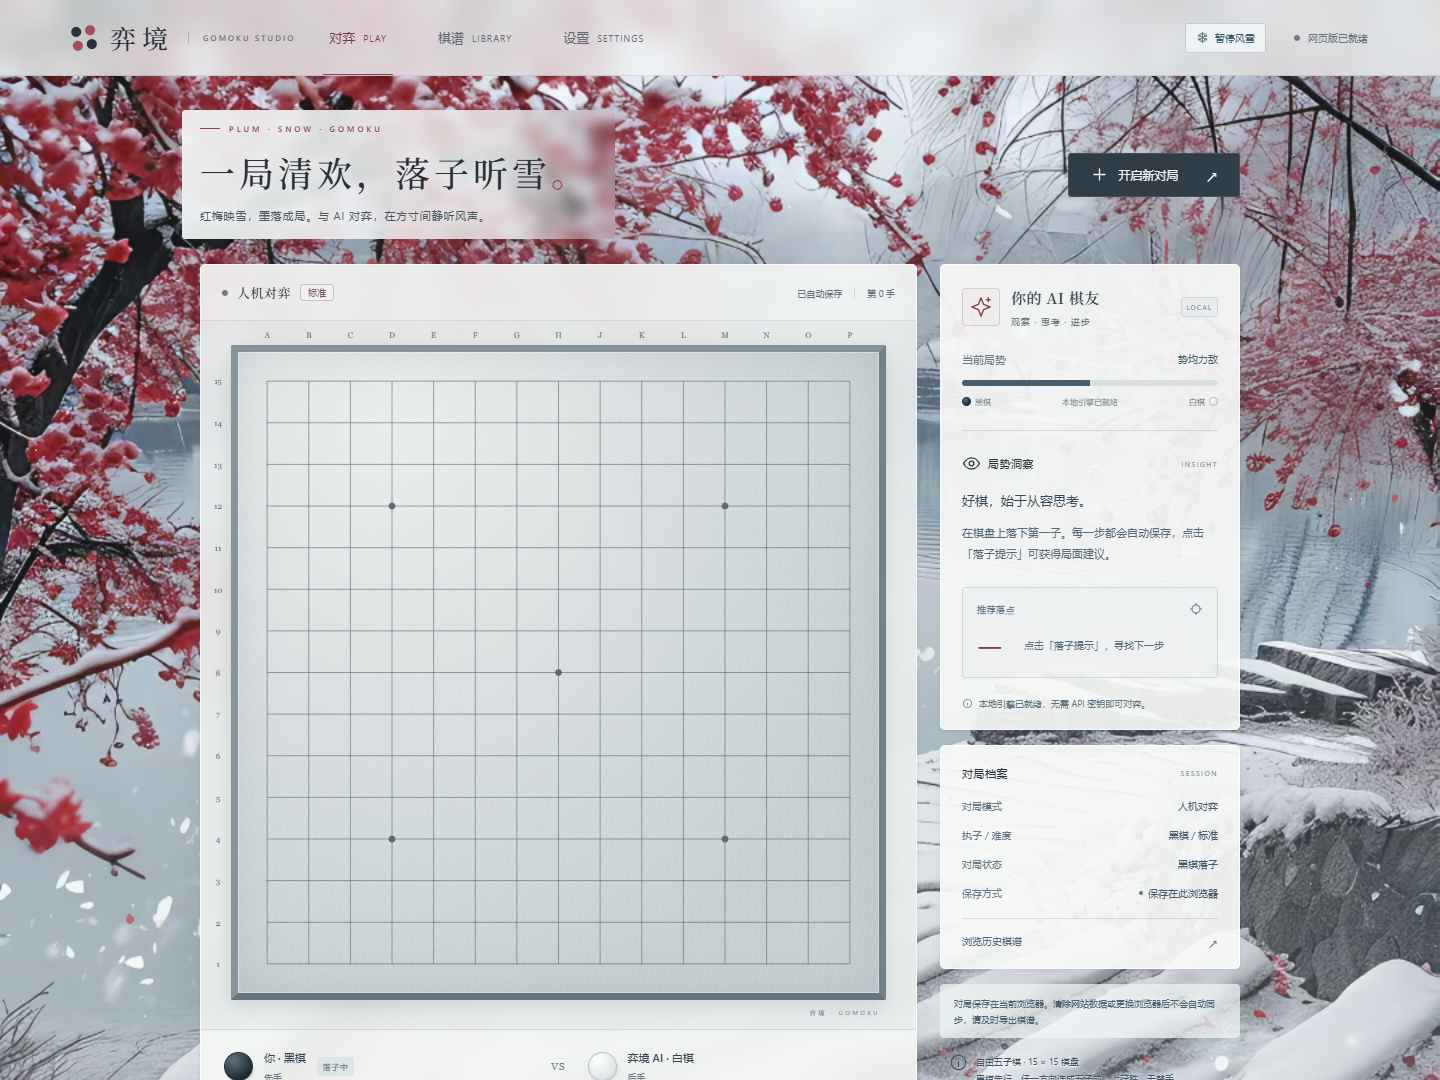 弈境 GOMOKU STUDIO 对弈 PLAY 棋谱 LIBRARY 设置 SETTINGS ❄ 暂停风雪 网页版已就绪
PLUM · SNOW · GOMOKU
一局清欢，落子听雪。
红梅映雪，墨落成局。与 AI 对弈，在方寸间静听风声。
＋ 开启新对局 ↗
人机对弈 标准 已自动保存 第 0 手
A B C D E F G H J K L M N O P
15
14
13
12
11
10
9
8
7
6
5
4
3
2
1
弈境 · GOMOKU
你 · 黑棋 落子中 VS 弈境 AI · 白棋
先手 后手
你的 AI 棋友
观察 · 思考 · 进步
LOCAL
当前局势 势均力敌
黑棋 本地引擎已就绪 白棋
局势洞察 INSIGHT
好棋，始于从容思考。
在棋盘上落下第一子。每一步都会自动保存，点击
「落子提示」可获得局面建议。
推荐落点
点击「落子提示」，寻找下一步
本地引擎已就绪，无需 API 密钥即可对弈。
对局档案 SESSION
对局模式 人机对弈
执子 / 难度 黑棋 / 标准
对局状态 黑棋落子
保存方式 保存在此浏览器
浏览历史棋谱 ↗
对局保存在当前浏览器。清除网站数据或更换浏览器后不会自动同
步，请及时导出棋谱。
自由五子棋 · 15 × 15 棋盘